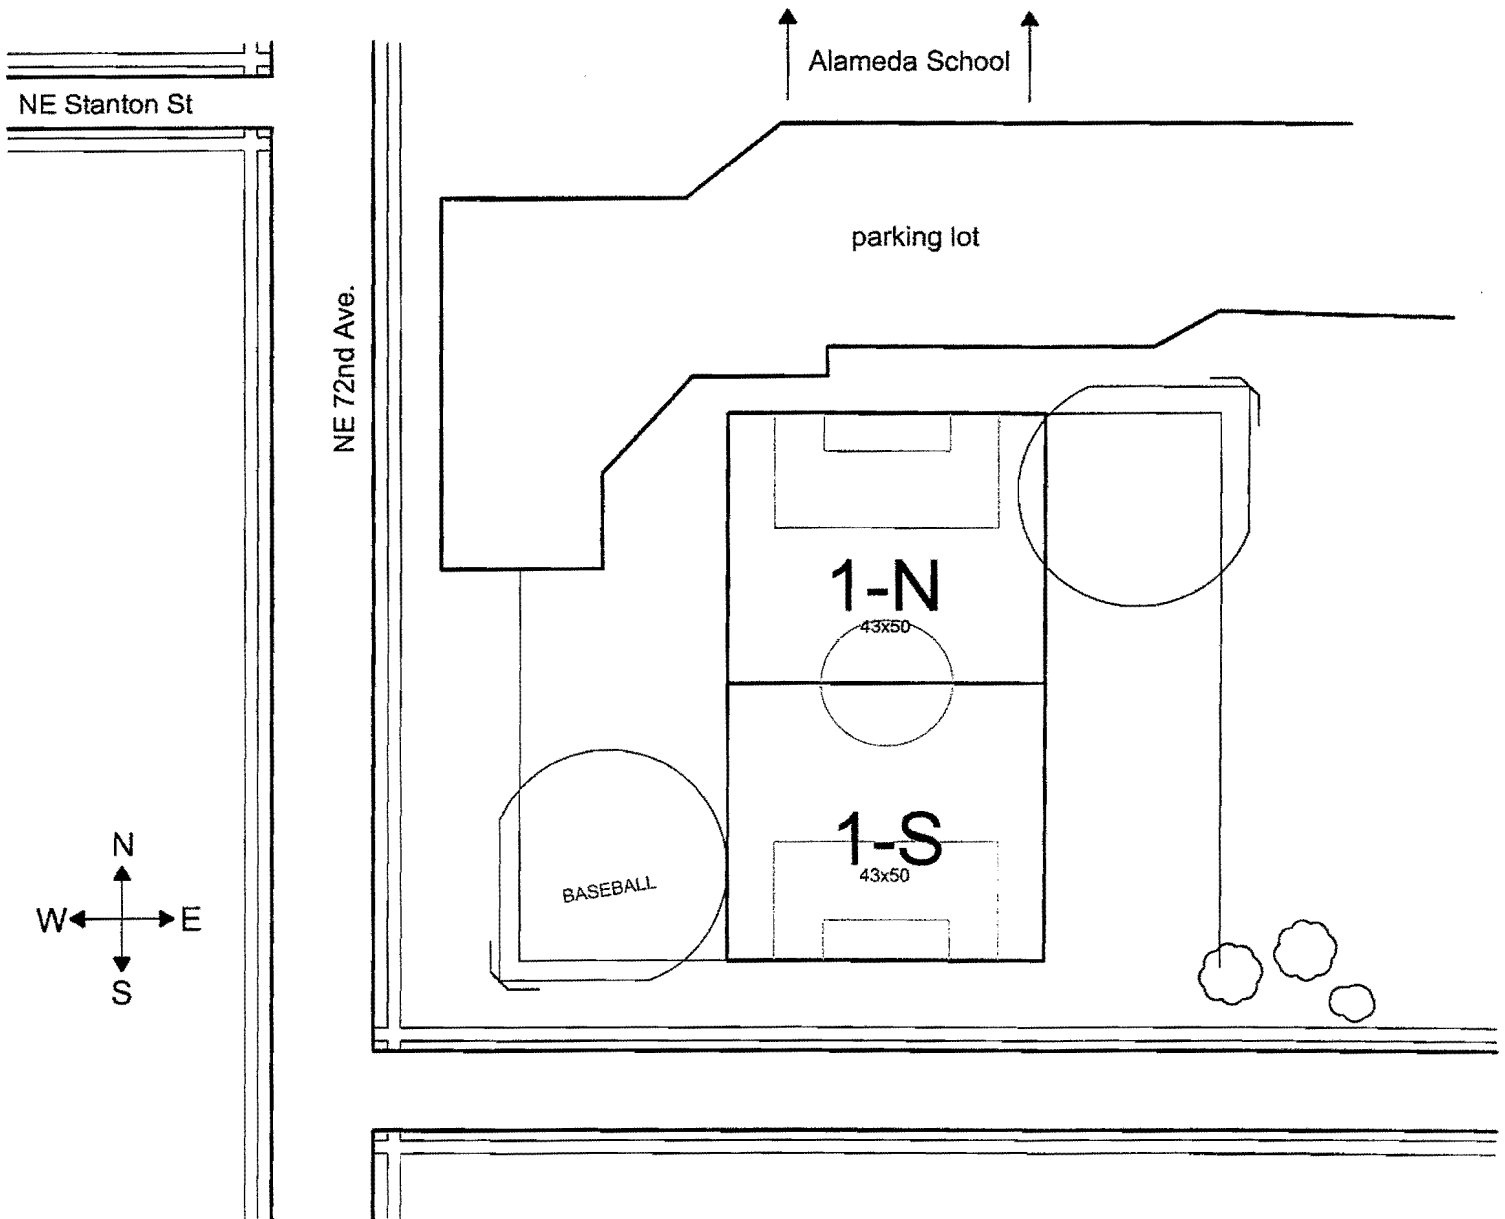 Alameda School
NE Stanton St
parking lot
NE 72nd Ave.
1-N
43x50
1-S
43x50
BASEBALL
N
W E
S